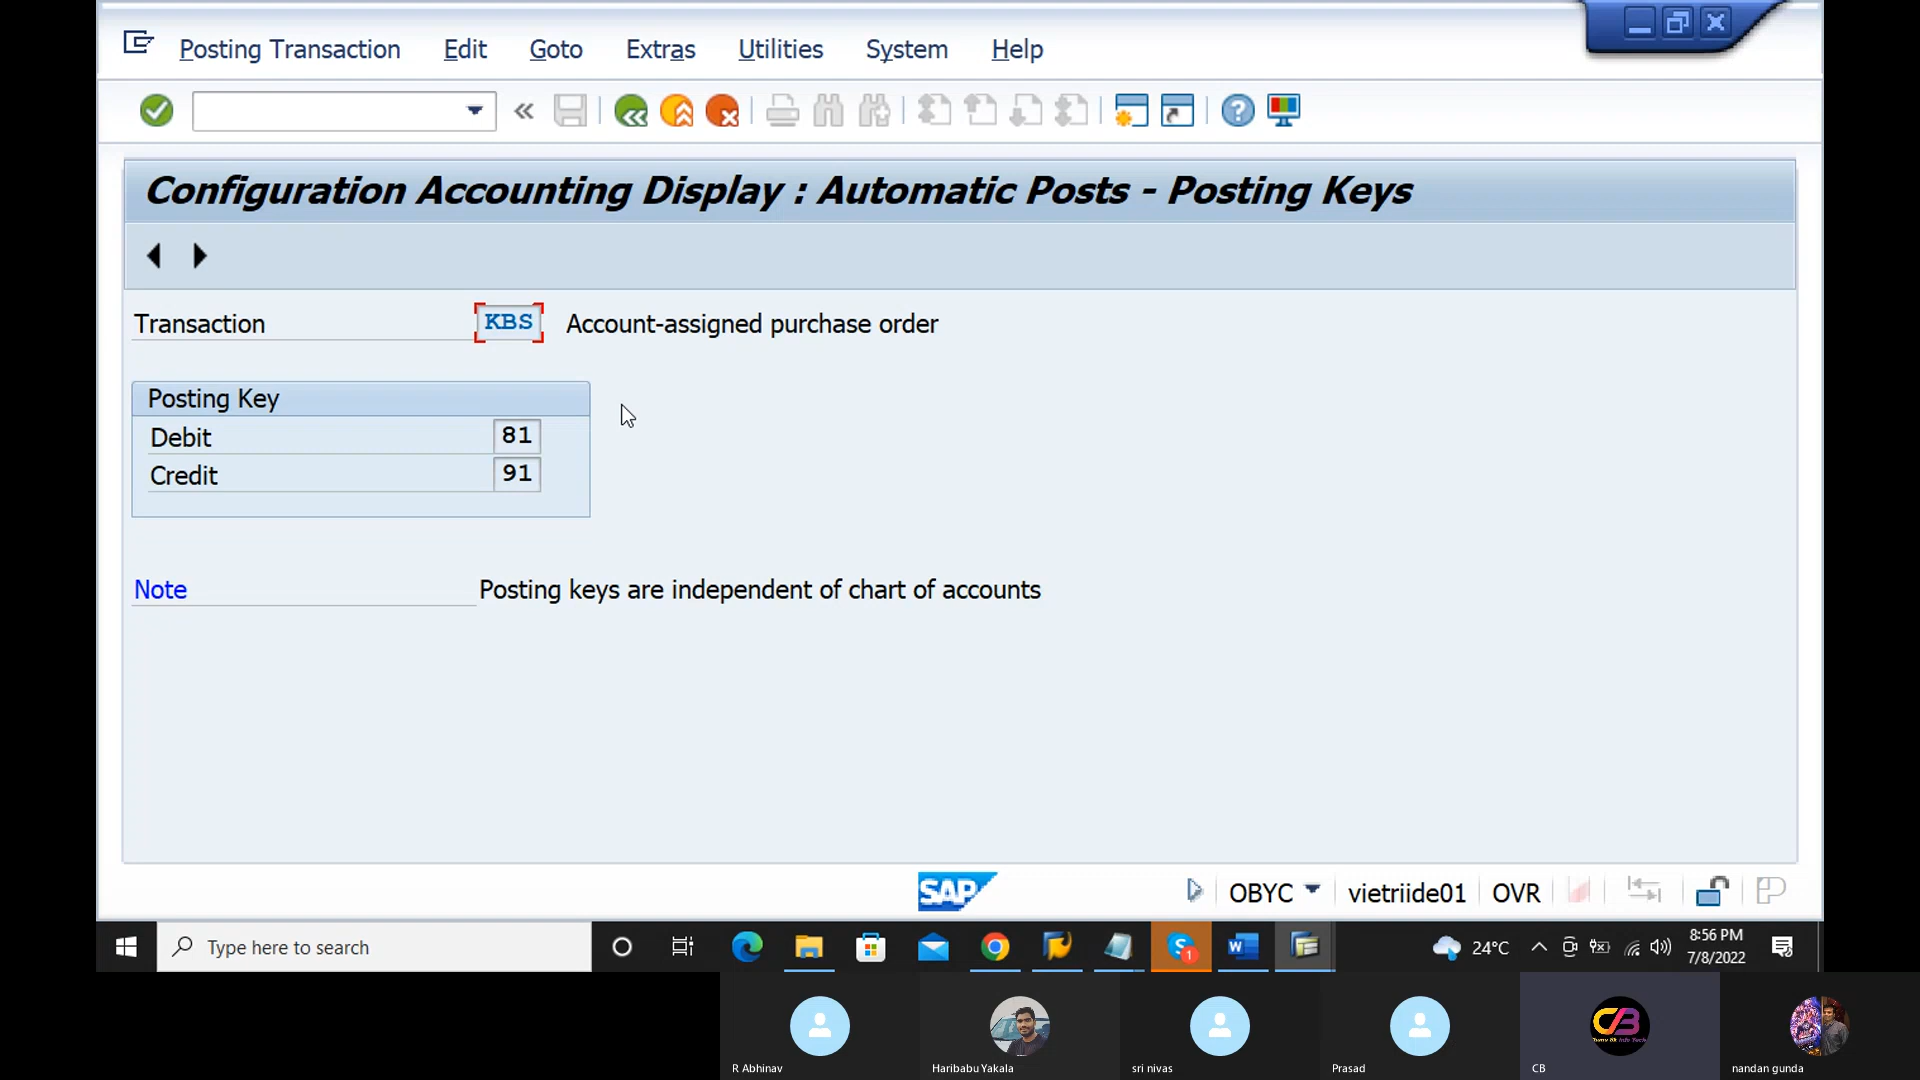 Posting Transaction Edit Goto Extras Utilities System Help
Configuration Accounting Display : Automatic Posts - Posting Keys
Transaction KBS Account-assigned purchase order
Posting Key
Debit 81
Credit 91
Note Posting keys are independent of chart of accounts
SAP OBYC vietriide01 OVR
Type here to search
1
24°C
8:56 PM
7/8/2022
CB
R Abhinav
Haribabu Yakala
sri nivas
Prasad
CB
nandan gunda